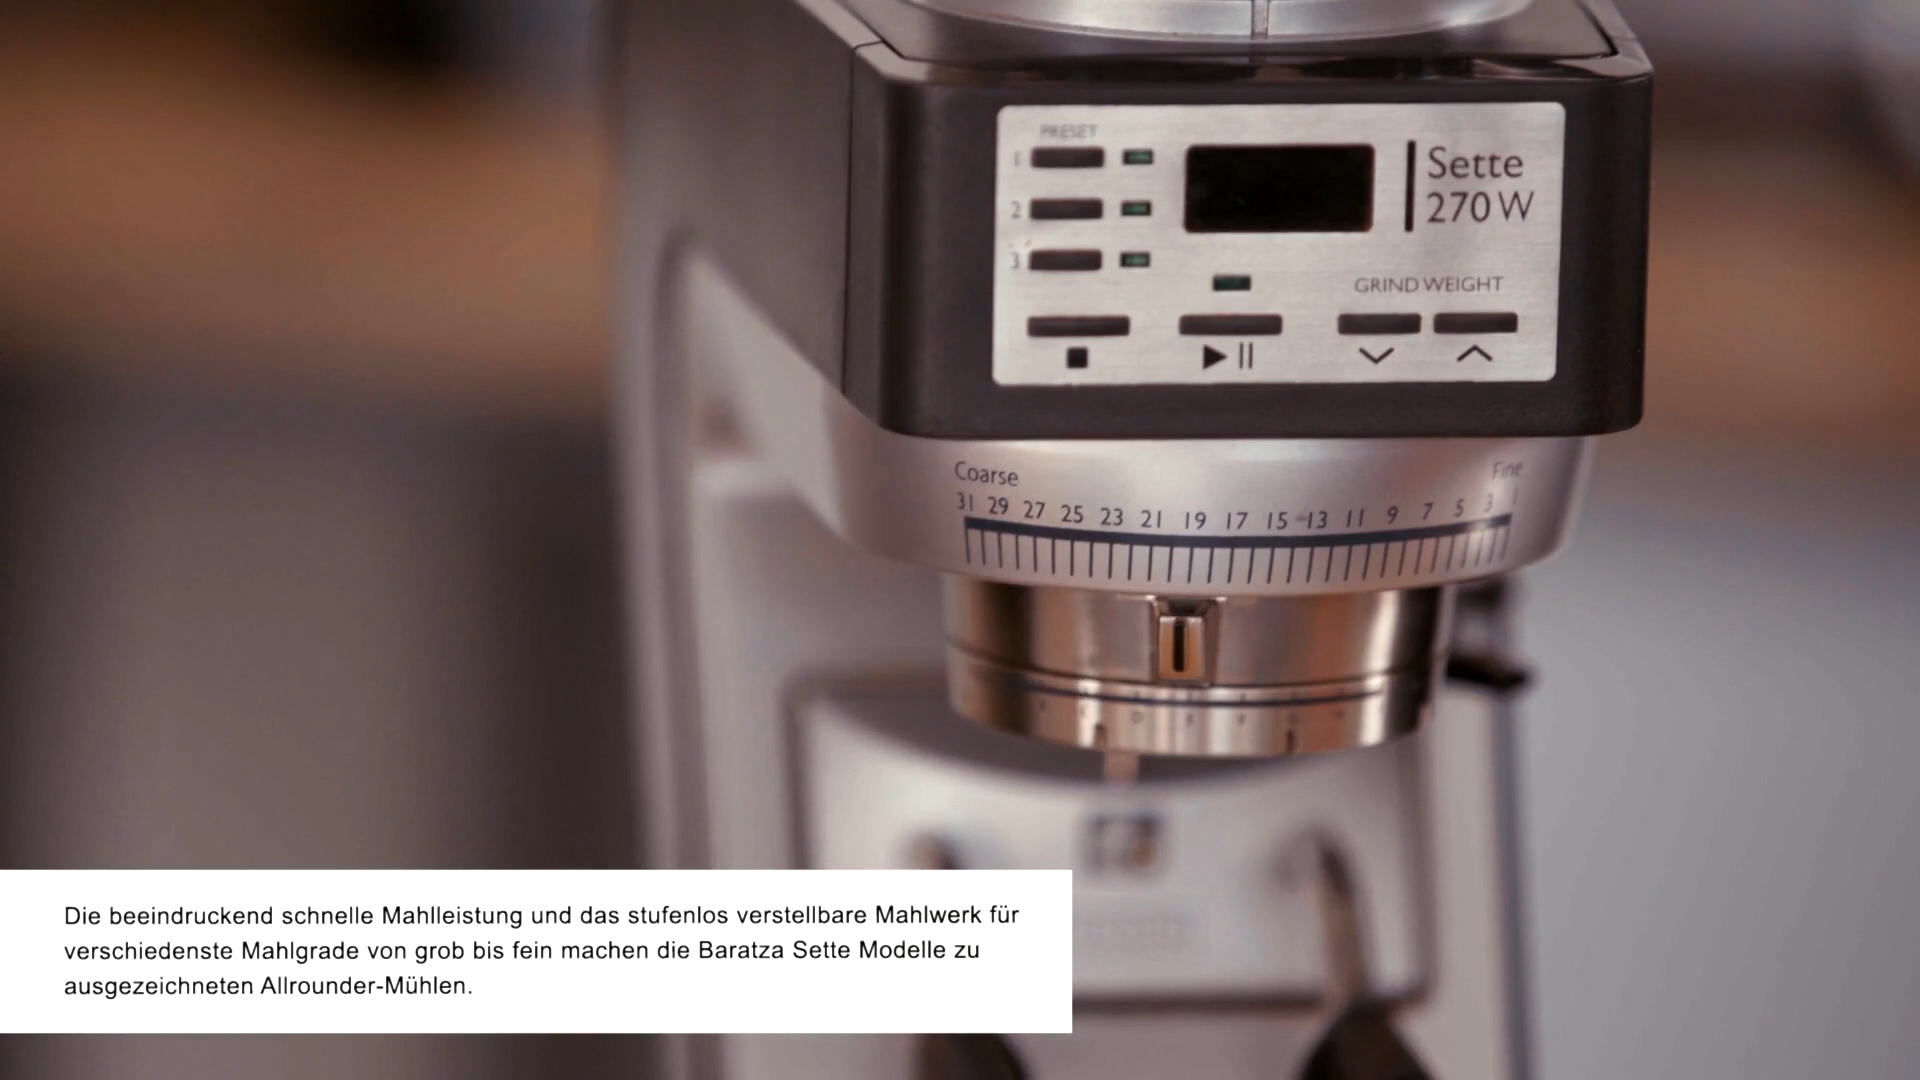 PRESET
1
2
3
Sette
270 W
GRIND WEIGHT
Coarse
Fine
31 29 27 25 23 21 19 17 15 13 11 9 7 5 3 1
Die beeindruckend schnelle Mahlleistung und das stufenlos verstellbare Mahlwerk für
verschiedenste Mahlgrade von grob bis fein machen die Baratza Sette Modelle zu
ausgezeichneten Allrounder-Mühlen.